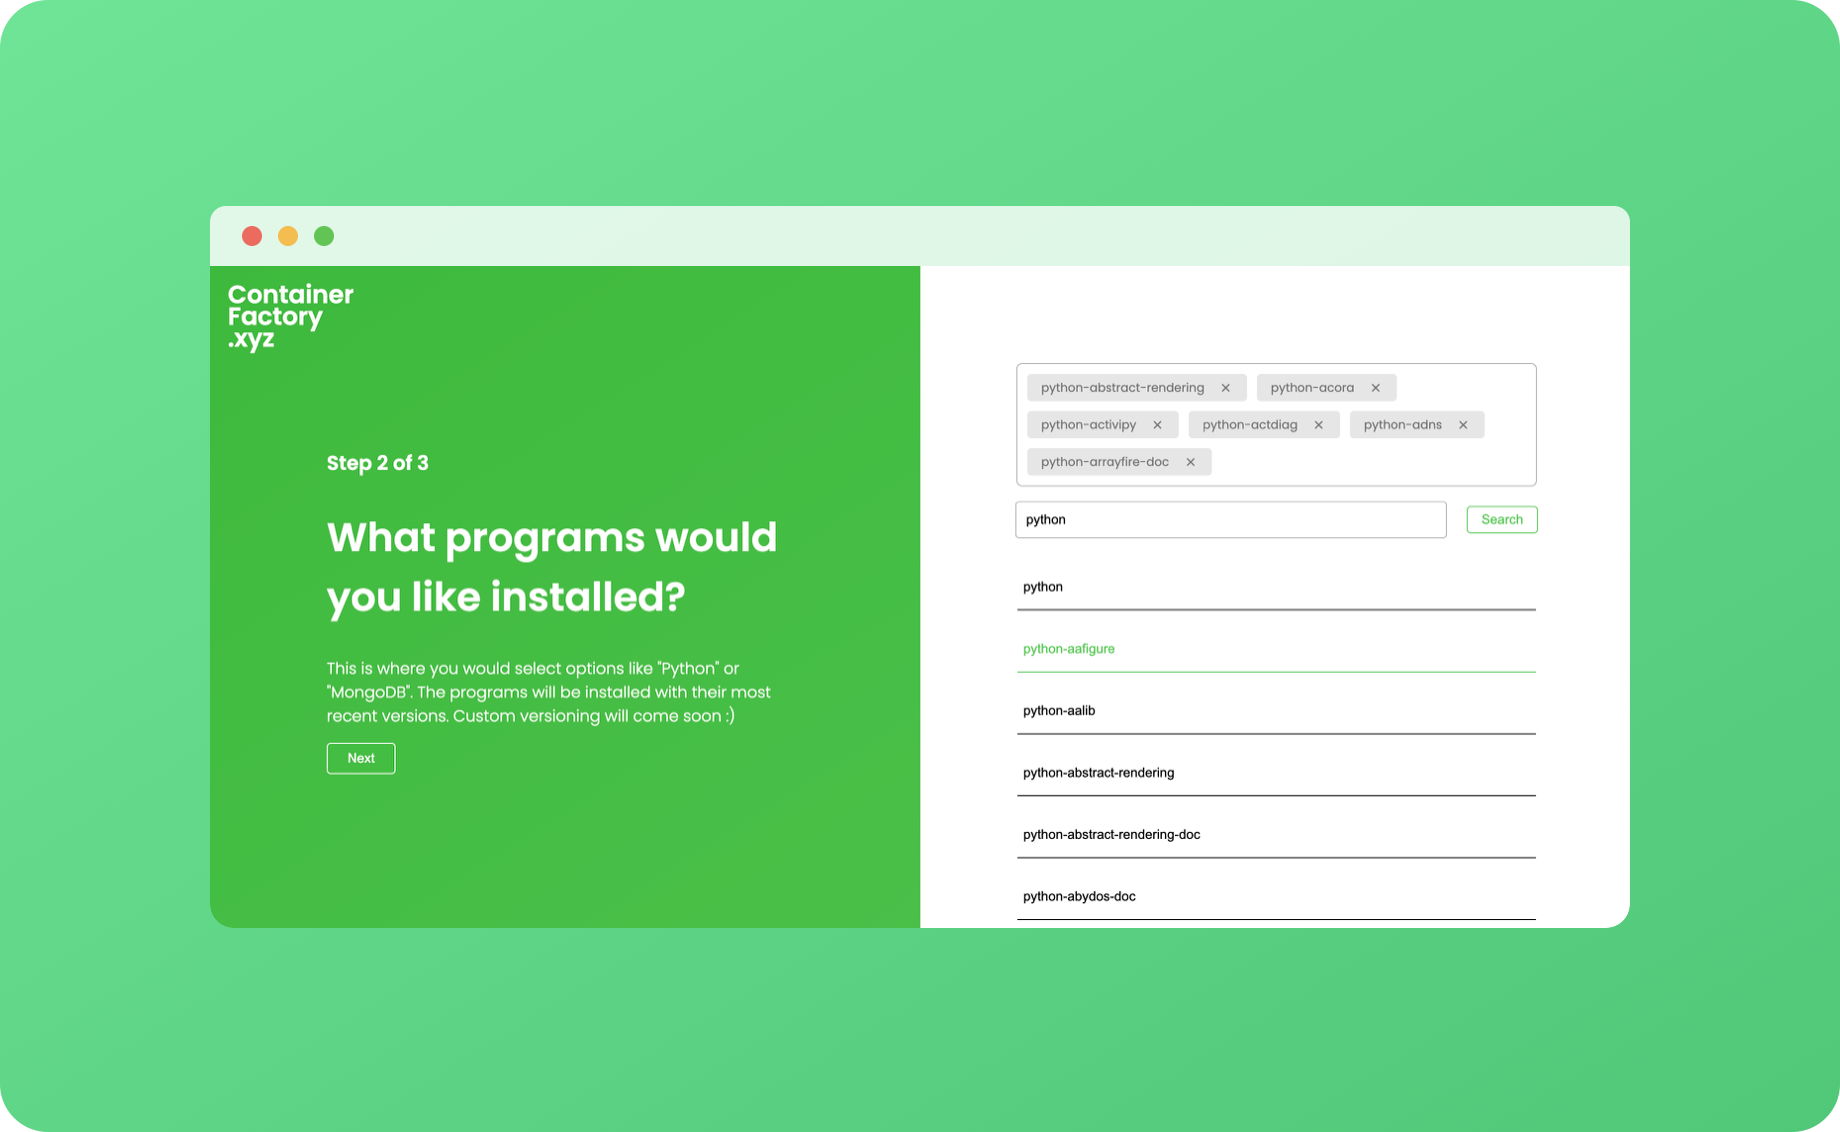 Container
Factory
.xyz
Step 2 of 3
What programs would
you like installed?
This is where you would select options like "Python" or
"MongoDB". The programs will be installed with their most
recent versions. Custom versioning will come soon :)
Next
python-abstract-rendering × python-acora ×
python-activipy × python-actdiag × python-adns ×
python-arrayfire-doc ×
python Search
python
python-aafigure
python-aalib
python-abstract-rendering
python-abstract-rendering-doc
python-abydos-doc